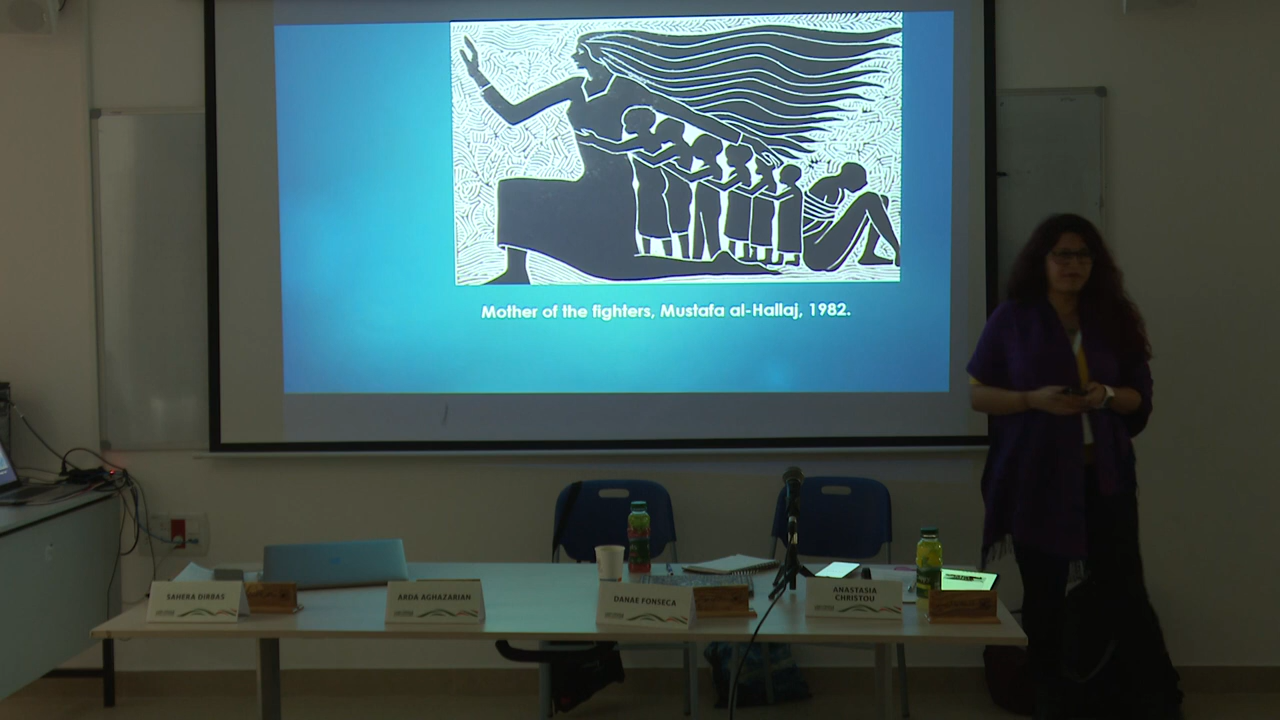 Mother of the fighters, Mustafa al-Hallaj, 1982.
SAHERA DIRBAS
ARDA AGHAZARIAN
DANAE FONSECA
ANASTASIA
CHRISTOU